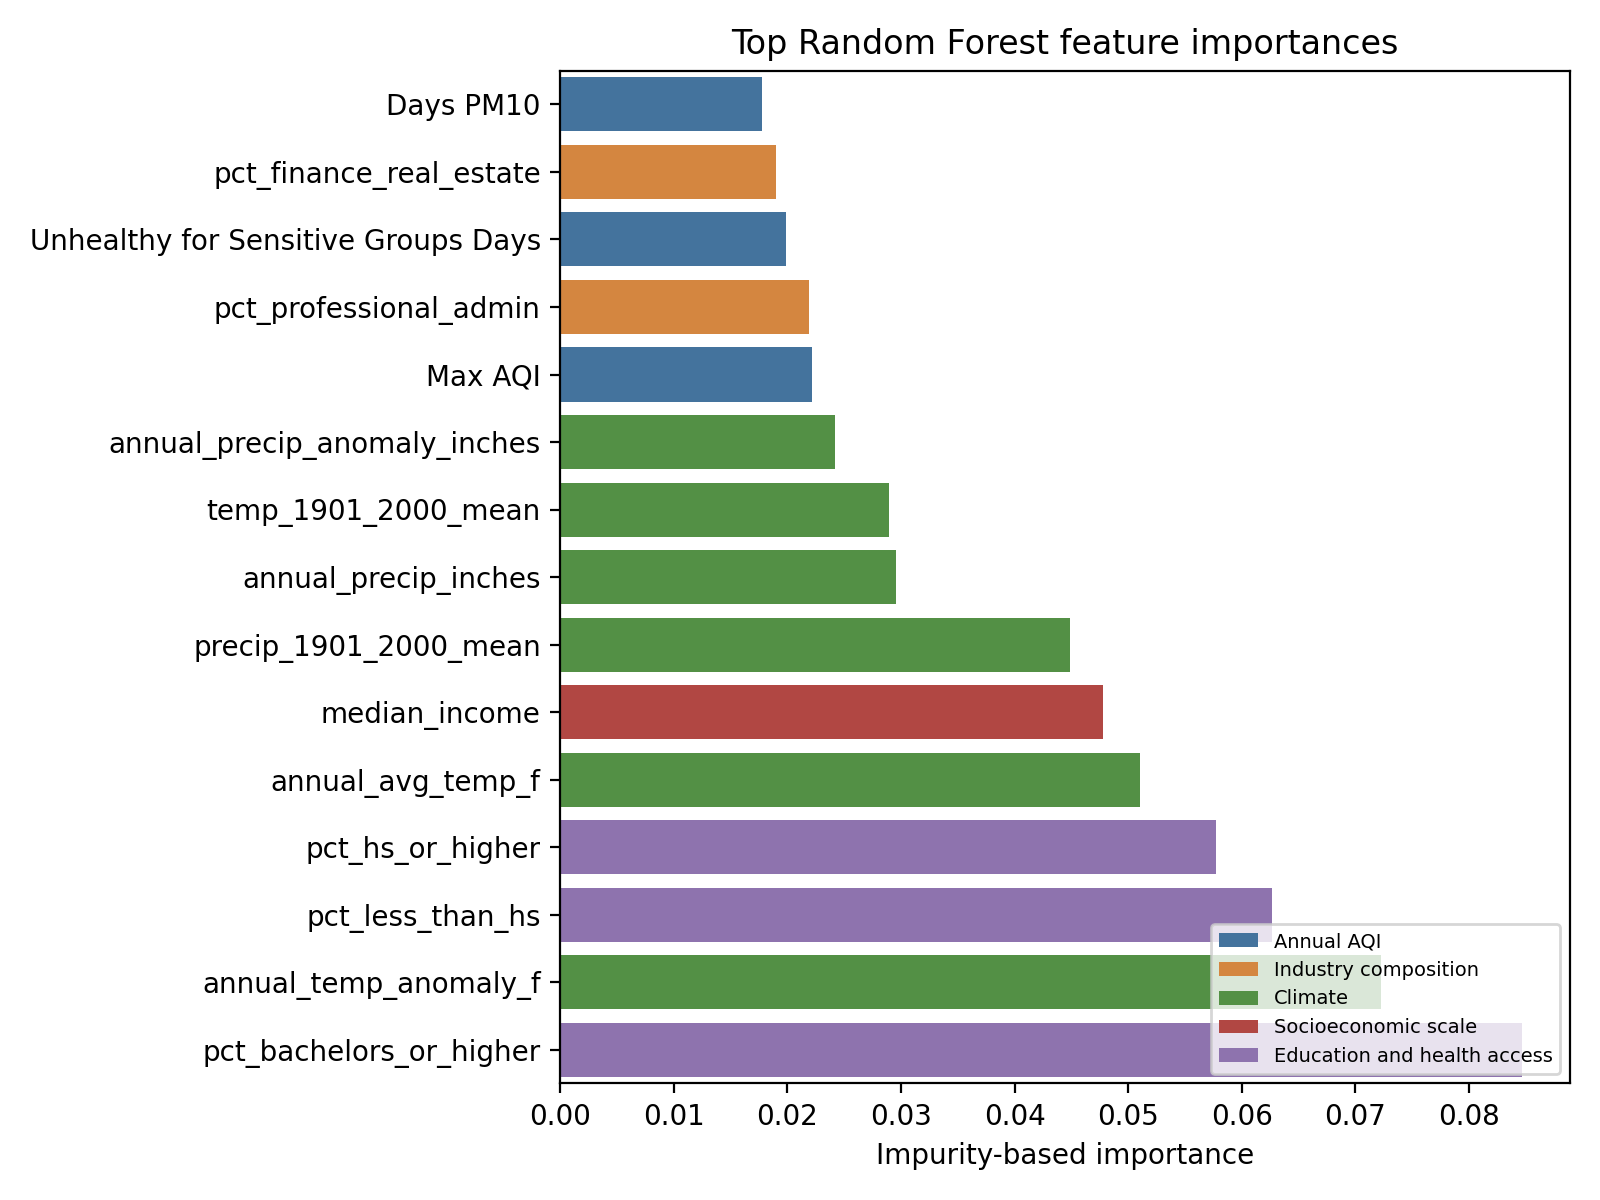 Top Random Forest feature importances
Days PM10
pct_finance_real_estate
Unhealthy for Sensitive Groups Days
pct_professional_admin
Max AQI
annual_precip_anomaly_inches
temp_1901_2000_mean
annual_precip_inches
precip_1901_2000_mean
median_income
annual_avg_temp_f
pct_hs_or_higher
pct_less_than_hs
annual_temp_anomaly_f
pct_bachelors_or_higher
Annual AQI
Industry composition
Climate
Socioeconomic scale
Education and health access
0.00 0.01 0.02 0.03 0.04 0.05 0.06 0.07 0.08
Impurity-based importance